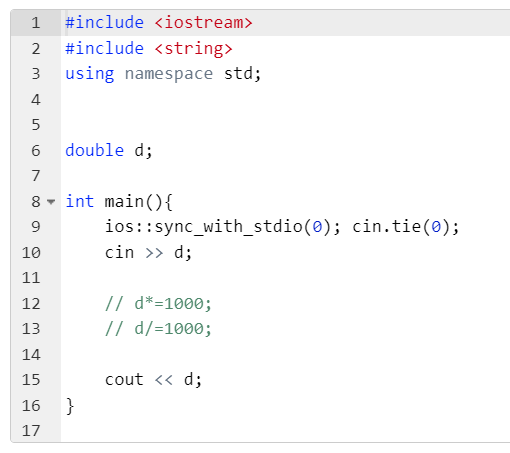 1 #include <iostream>
2 #include <string>
3 using namespace std;
4
5
6 double d;
7
8 int main(){
9     ios::sync_with_stdio(0); cin.tie(0);
10     cin >> d;
11
12     // d*=1000;
13     // d/=1000;
14
15     cout << d;
16 }
17